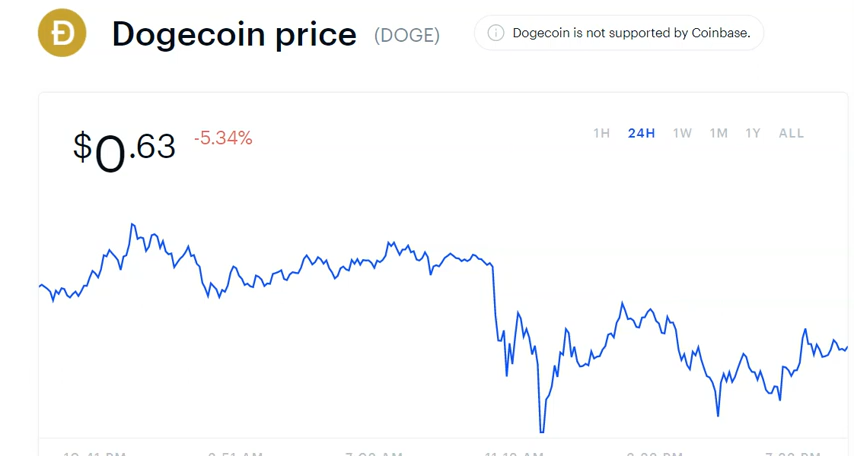 Dogecoin price (DOGE)
Dogecoin is not supported by Coinbase.
$0.63 -5.34%
1H 24H 1W 1M 1Y ALL